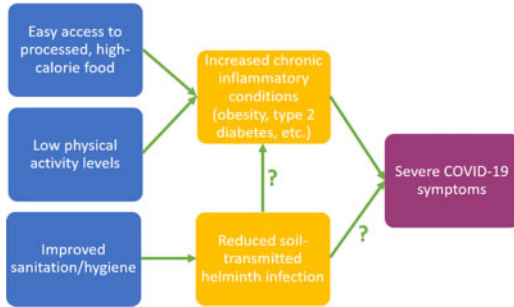 Easy access to
processed, high-
calorie food
Low physical
activity levels
Improved
sanitation/hygiene
Increased chronic
inflammatory
conditions
(obesity, type 2
diabetes, etc.)
?
Reduced soil-
transmitted
helminth infection
?
Severe COVID-19
symptoms